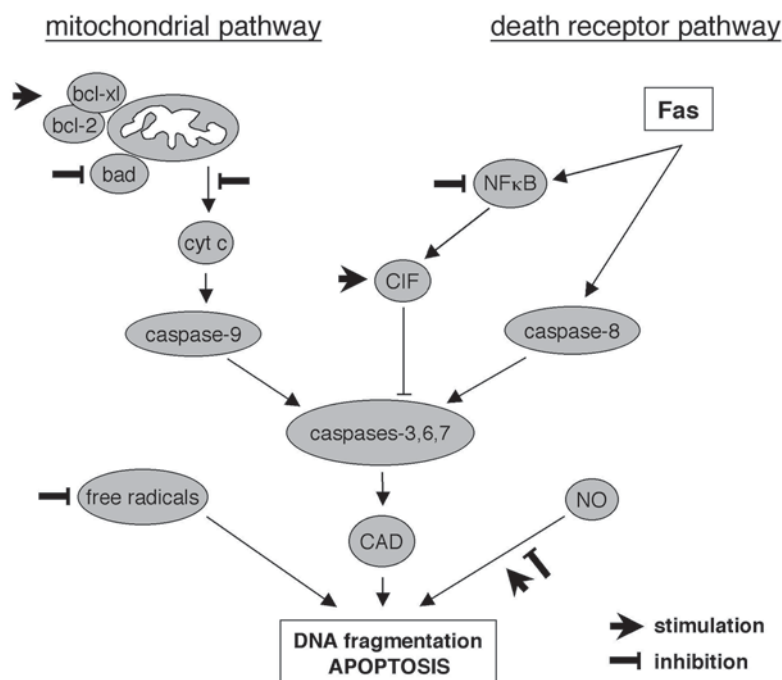 mitochondrial pathway
death receptor pathway
bcl-xl
bcl-2
bad
Fas
NFκB
cyt c
CIF
caspase-9
caspase-8
caspases-3,6,7
free radicals
NO
CAD
DNA fragmentation
APOPTOSIS
stimulation
inhibition